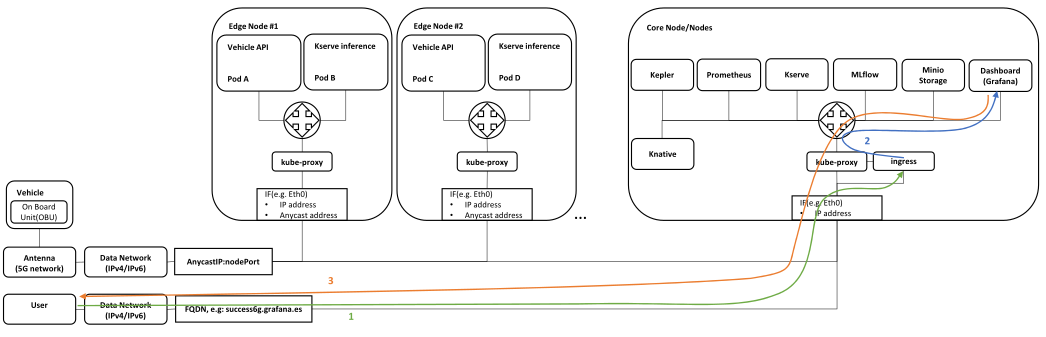 Edge Node #1
Vehicle API
Pod A
Kserve inference
Pod B
kube-proxy
IF(e.g. Eth0)
• IP address
• Anycast address
Edge Node #2
Vehicle API
Pod C
Kserve inference
Pod D
kube-proxy
IF(e.g. Eth0)
• IP address
• Anycast address
...
Core Node/Nodes
Kepler
Prometheus
Kserve
MLflow
Minio
Storage
Dashboard
(Grafana)
Knative
2
kube-proxy
ingress
IF(e.g. Eth0)
• IP address
Vehicle
On Board
Unit(OBU)
Antenna
(5G network)
Data Network
(IPv4/IPv6)
AnycastIP:nodePort
3
User
Data Network
(IPv4/IPv6)
FQDN, e.g: success6g.grafana.es
1